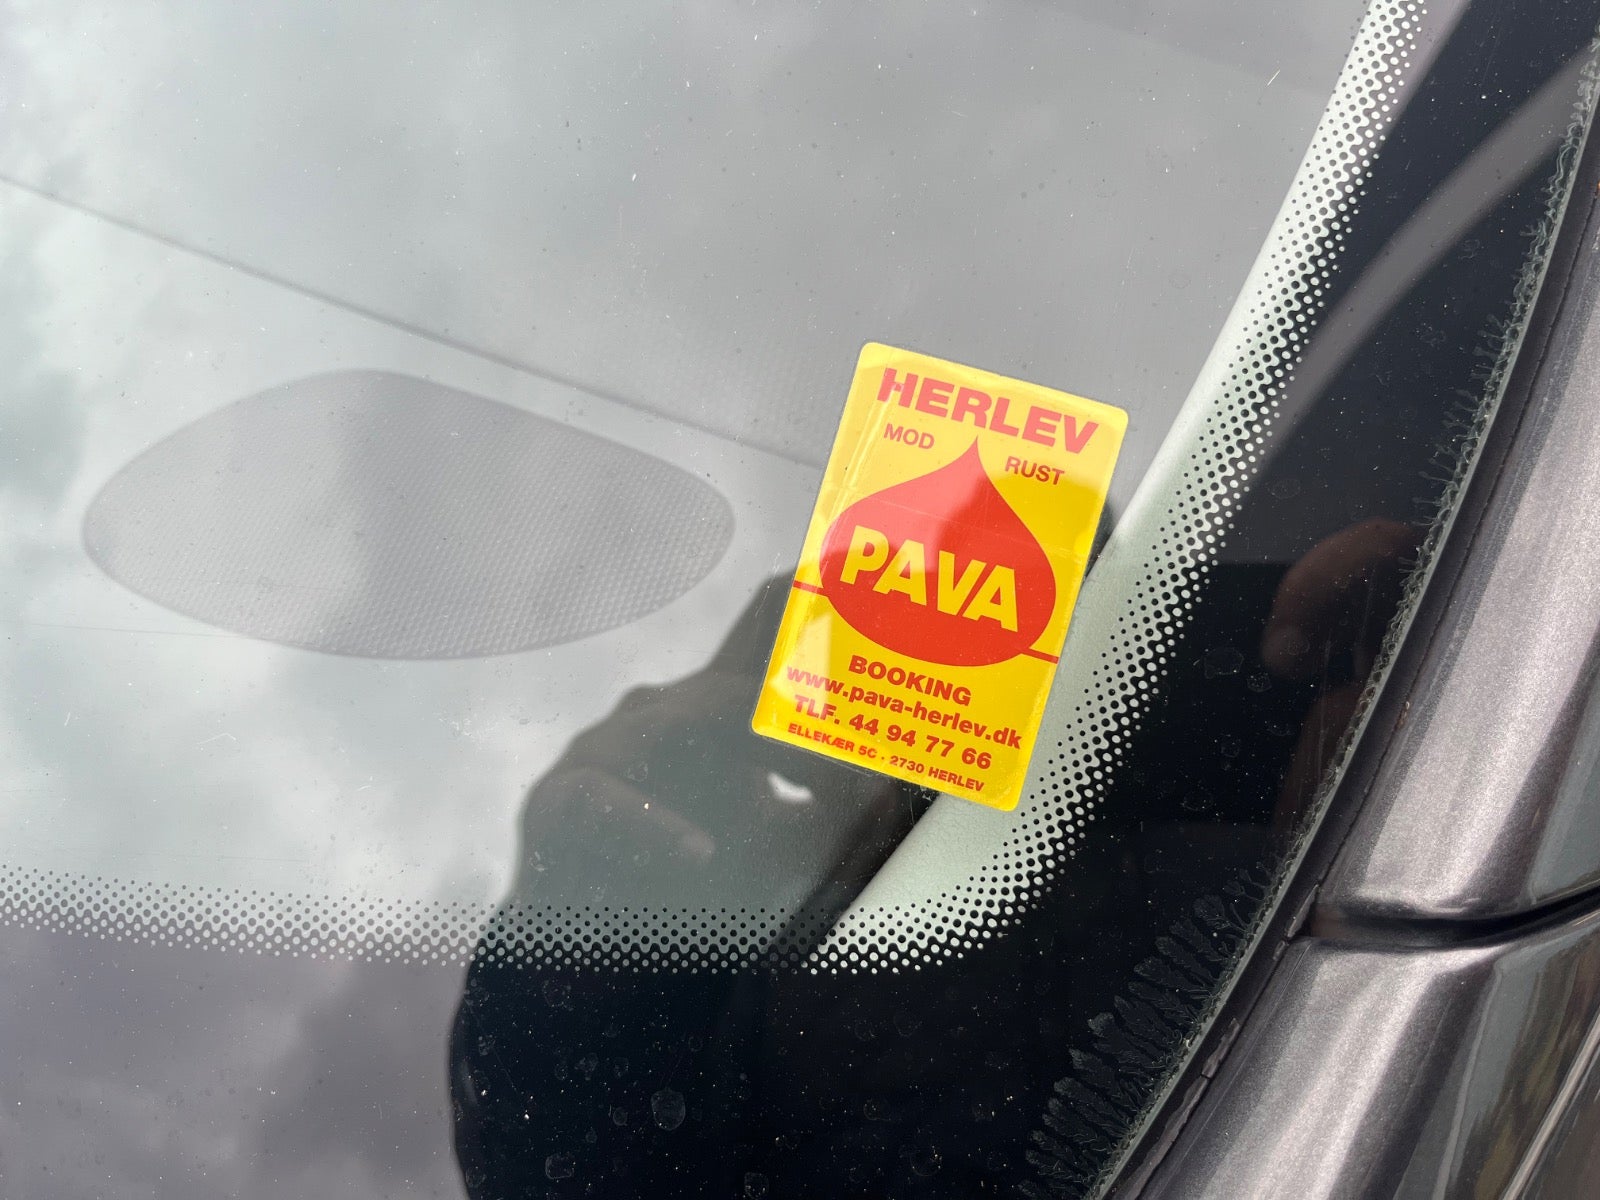 HERLEV
MOD RUST
PAVA
BOOKING
www.pava-herlev.dk
TLF. 44 94 77 66
ELLEKÆR 5C - 2730 HERLEV